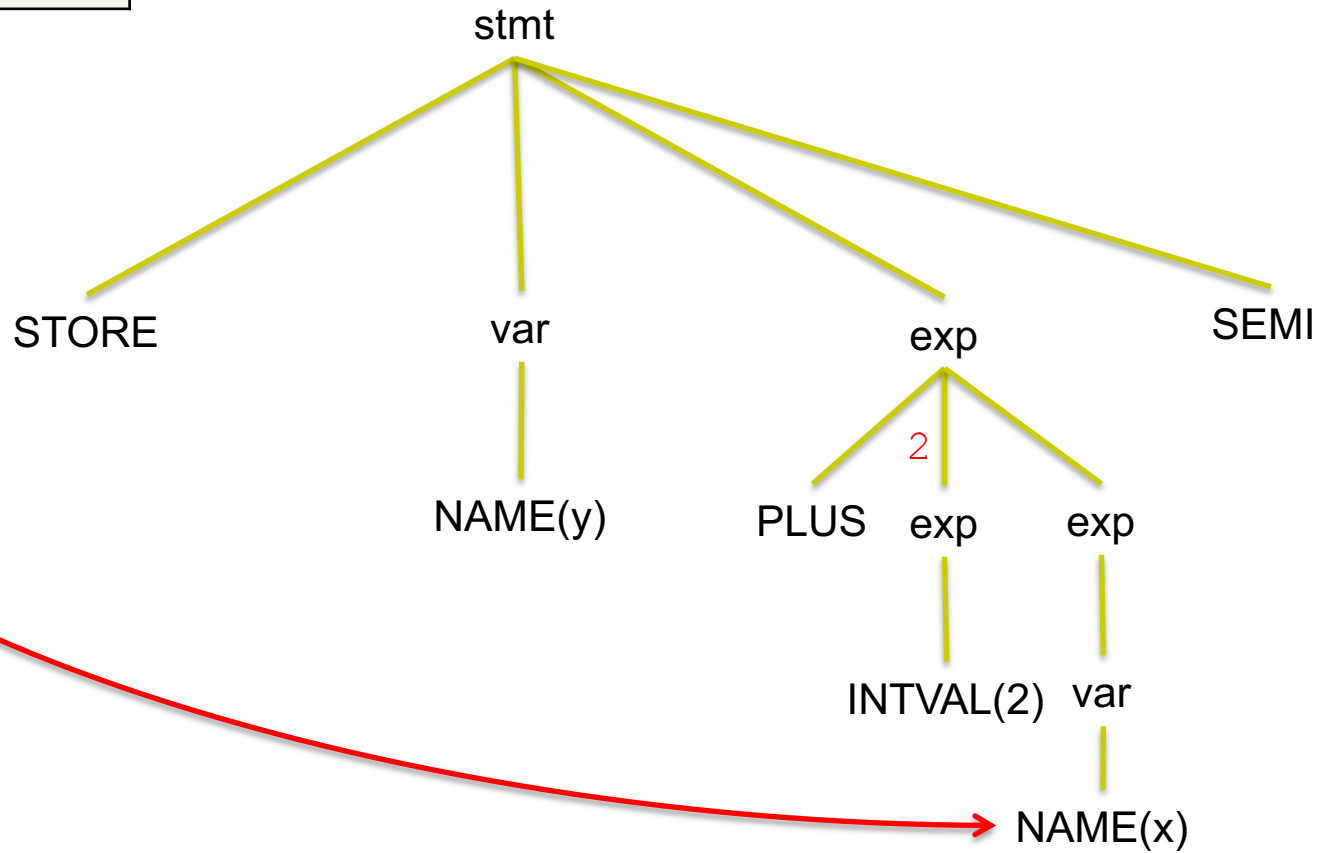 stmt
STORE var exp SEMI
2
NAME(y) PLUS exp exp
INTVAL(2) var
NAME(x)